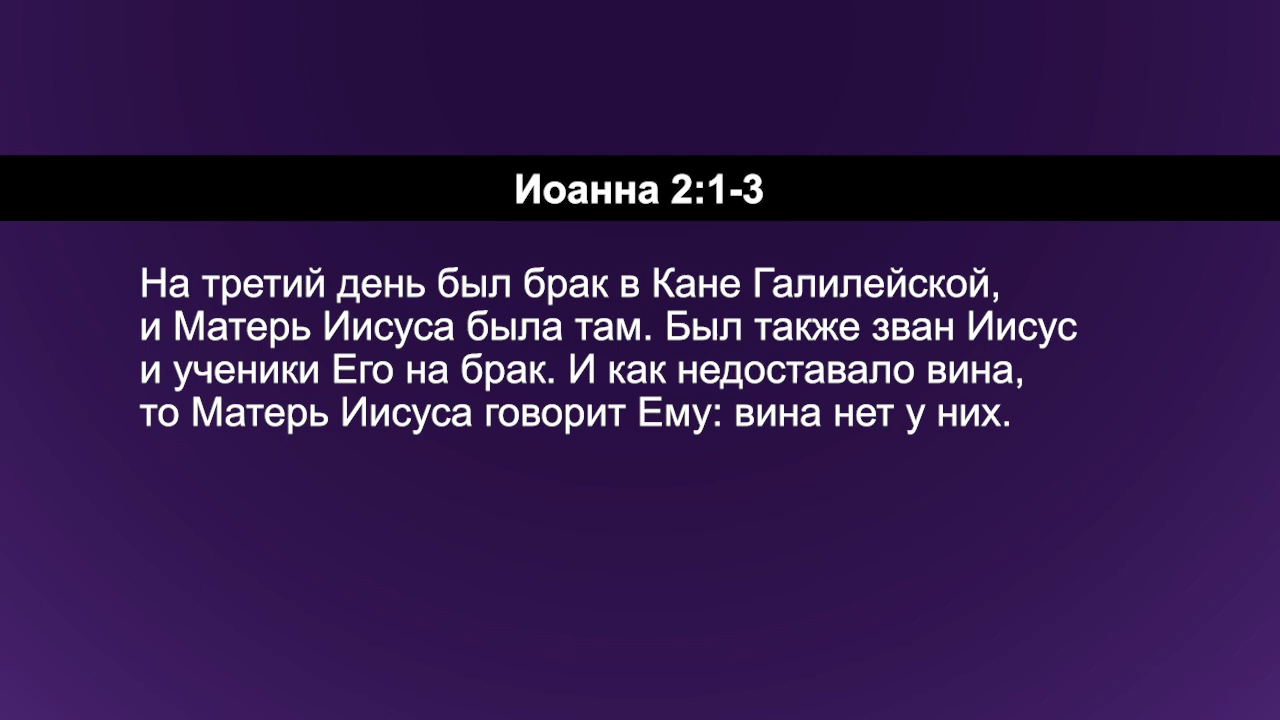 Иоанна 2:1-3
На третий день был брак в Кане Галилейской,
и Матерь Иисуса была там. Был также зван Иисус
и ученики Его на брак. И как недоставало вина,
то Матерь Иисуса говорит Ему: вина нет у них.